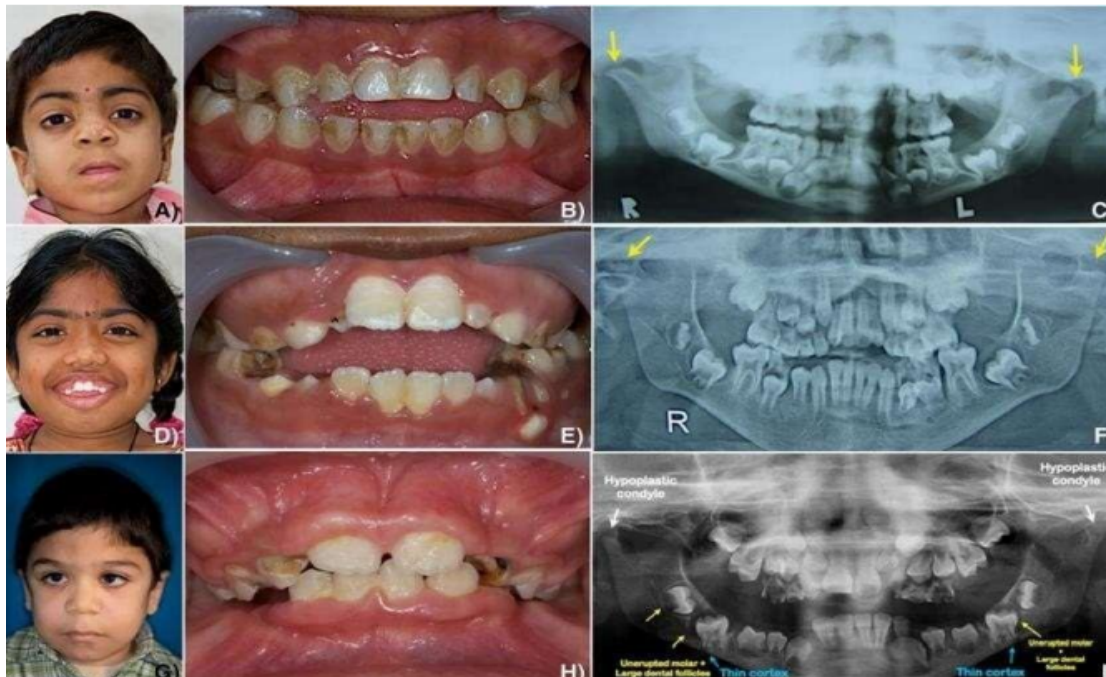 A)
B)
R
L
C)
D)
E)
R
F)
G)
H)
Hypoplastic
condyle
Hypoplastic
condyle
Unerupted molar +
Large dental follicles
Thin cortex
Thin cortex
Unerupted molar
+
Large dental
follicles